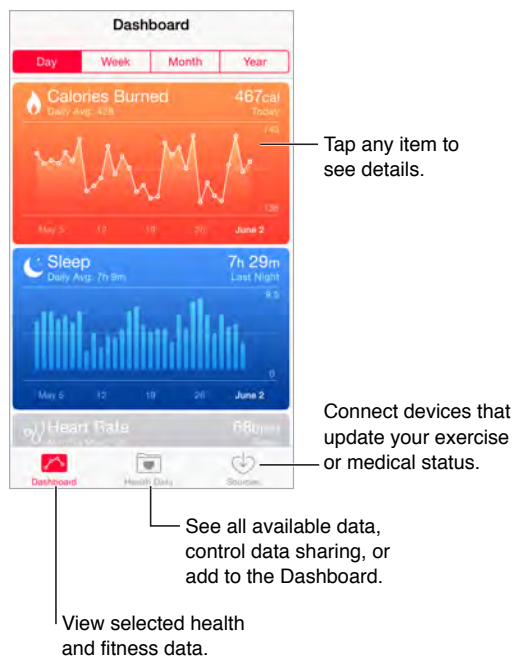 Dashboard
Day Week Month Year
Calories Burned 467cal
Daily Avg: 428 Today
743
Tap any item to
see details.
136
May 5 12 19 26 June 2
Sleep 7h 29m
Daily Avg: 7h 9m Last Night
9.5
0
May 5 12 19 26 June 2
Heart Rate 68bpm
Connect devices that
update your exercise
or medical status.
Dashboard Health Data Sources
See all available data,
control data sharing, or
add to the Dashboard.
View selected health
and fitness data.